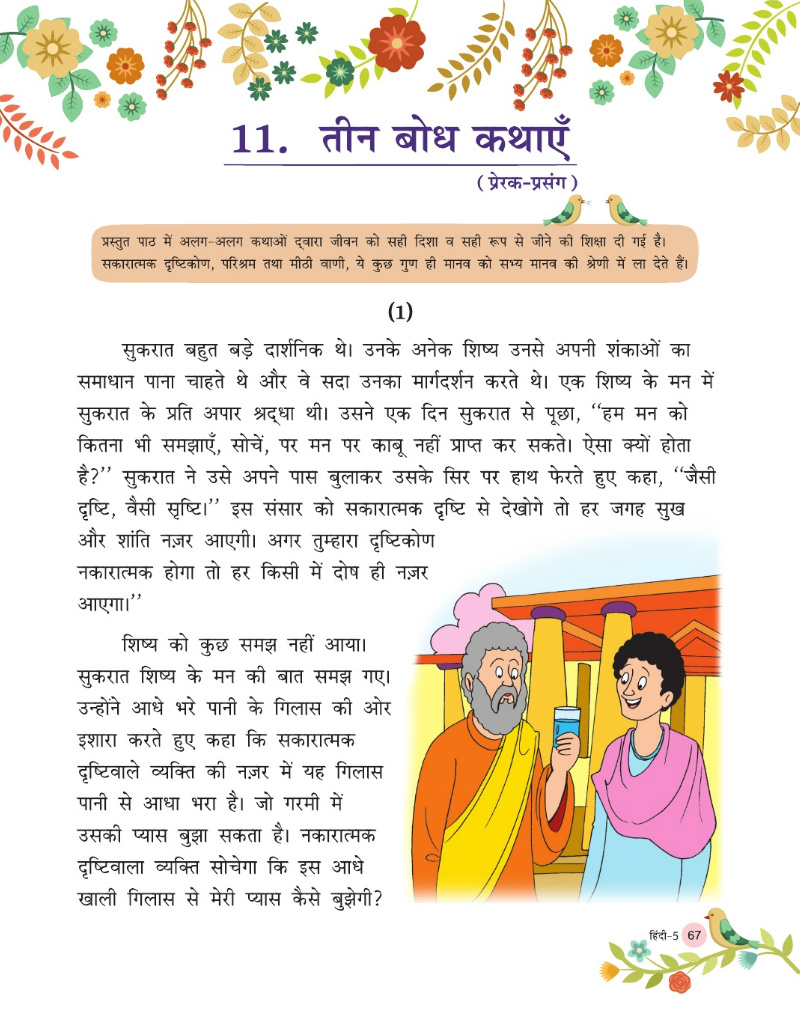 11. तीन बोध कथाएँ
(प्रेरक-प्रसंग)
प्रस्तुत पाठ में अलग-अलग कथाओं द्‌वारा जीवन को सही दिशा व सही रूप से जीने की शिक्षा दी गई है।
सकारात्मक दृष्टिकोण, परिश्रम तथा मीठी वाणी, ये कुछ गुण ही मानव को सभ्य मानव की श्रेणी में ला देते हैं।
(1)
सुकरात बहुत बड़े दार्शनिक थे। उनके अनेक शिष्य उनसे अपनी शंकाओं का
समाधान पाना चाहते थे और वे सदा उनका मार्गदर्शन करते थे। एक शिष्य के मन में
सुकरात के प्रति अपार श्रद्‌धा थी। उसने एक दिन सुकरात से पूछा, ‘‘हम मन को
कितना भी समझाएँ, सोचें, पर मन पर काबू नहीं प्राप्त कर सकते। ऐसा क्यों होता
है?’’ सुकरात ने उसे अपने पास बुलाकर उसके सिर पर हाथ फेरते हुए कहा, ‘‘जैसी
दृष्टि, वैसी सृष्टि।’’ इस संसार को सकारात्मक दृष्टि से देखोगे तो हर जगह सुख
और शांति नज़र आएगी। अगर तुम्हारा दृष्टिकोण
नकारात्मक होगा तो हर किसी में दोष ही नज़र
आएगा।’’
शिष्य को कुछ समझ नहीं आया।
सुकरात शिष्य के मन की बात समझ गए।
उन्होंने आधे भरे पानी के गिलास की ओर
इशारा करते हुए कहा कि सकारात्मक
दृष्टिवाले व्यक्ति की नज़र में यह गिलास
पानी से आधा भरा है। जो गरमी में
उसकी प्यास बुझा सकता है। नकारात्मक
दृष्टिवाला व्यक्ति सोचेगा कि इस आधे
खाली गिलास से मेरी प्यास कैसे बुझेगी?
हिंदी-5 67